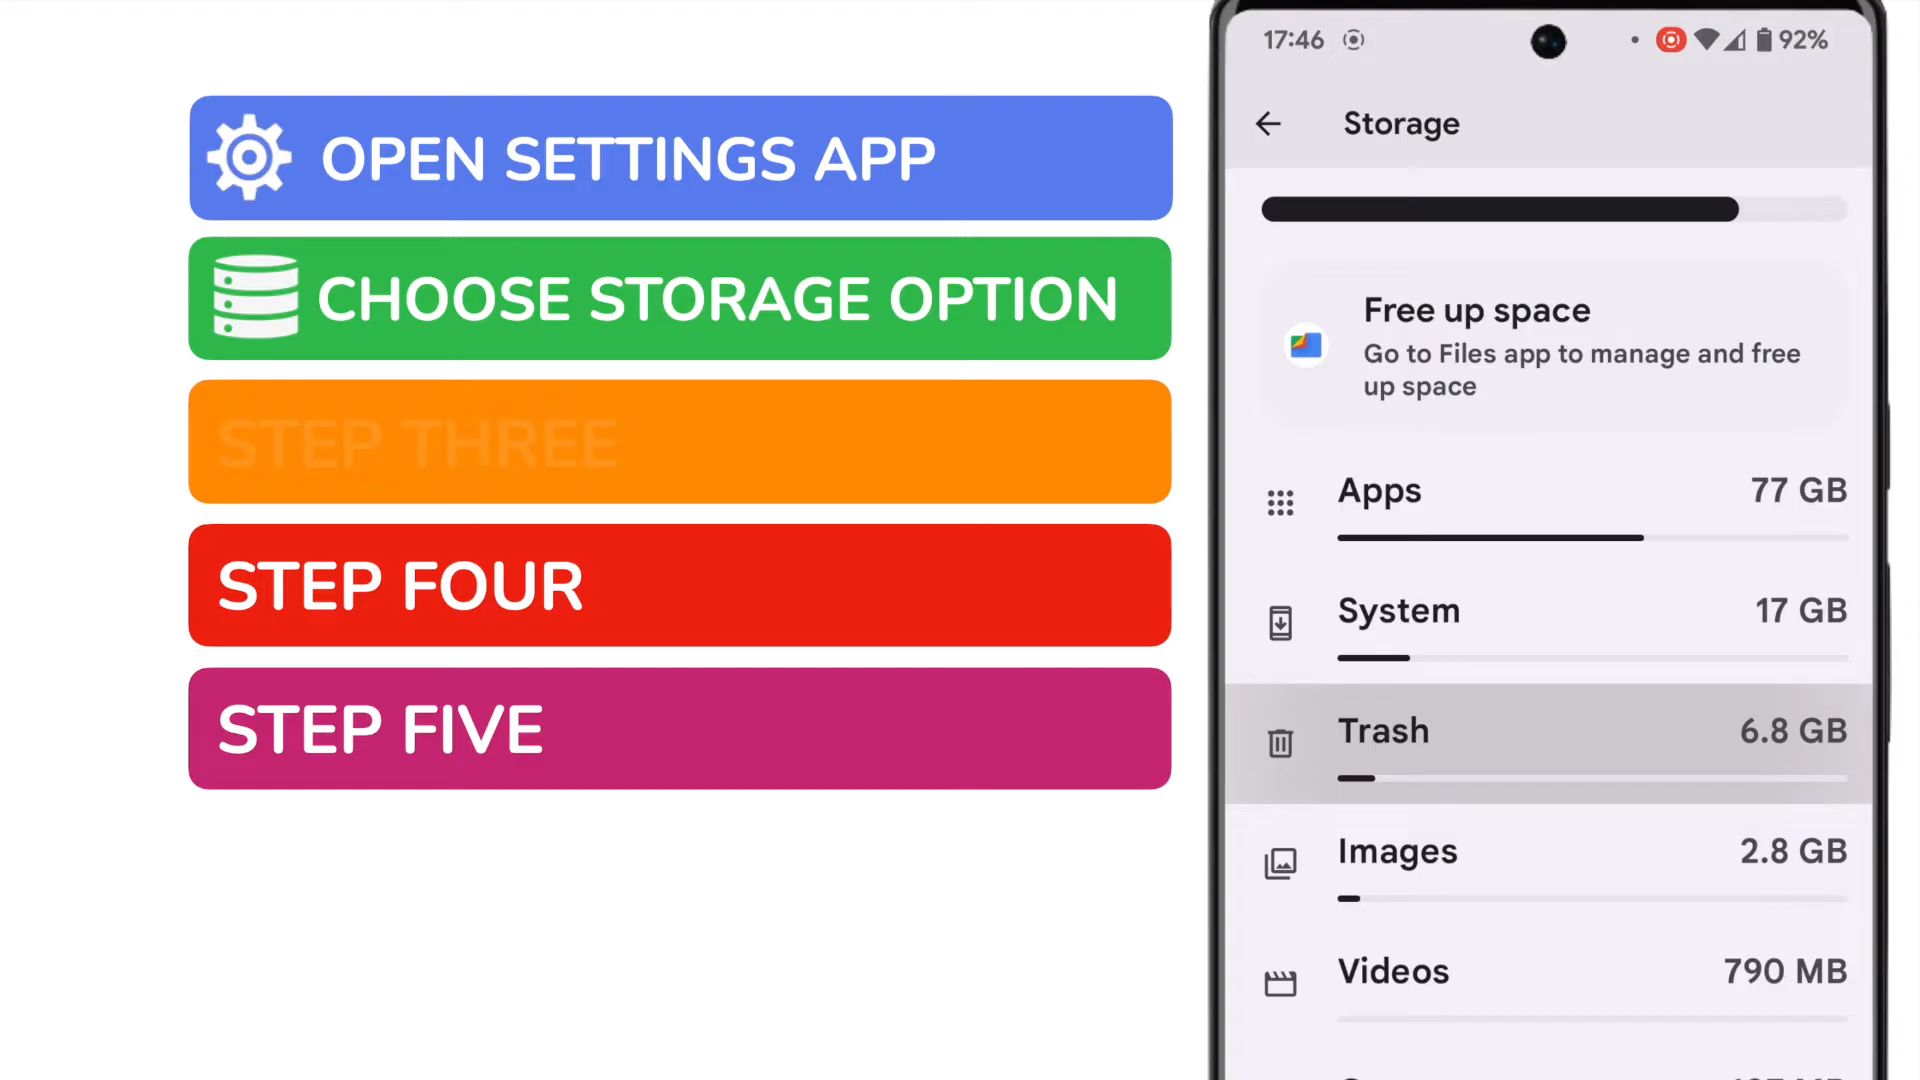 OPEN SETTINGS APP
CHOOSE STORAGE OPTION
STEP THREE
STEP FOUR
STEP FIVE
17:46
92%
Storage
Free up space
Go to Files app to manage and free
up space
Apps
77 GB
System
17 GB
Trash
6.8 GB
Images
2.8 GB
Videos
790 MB